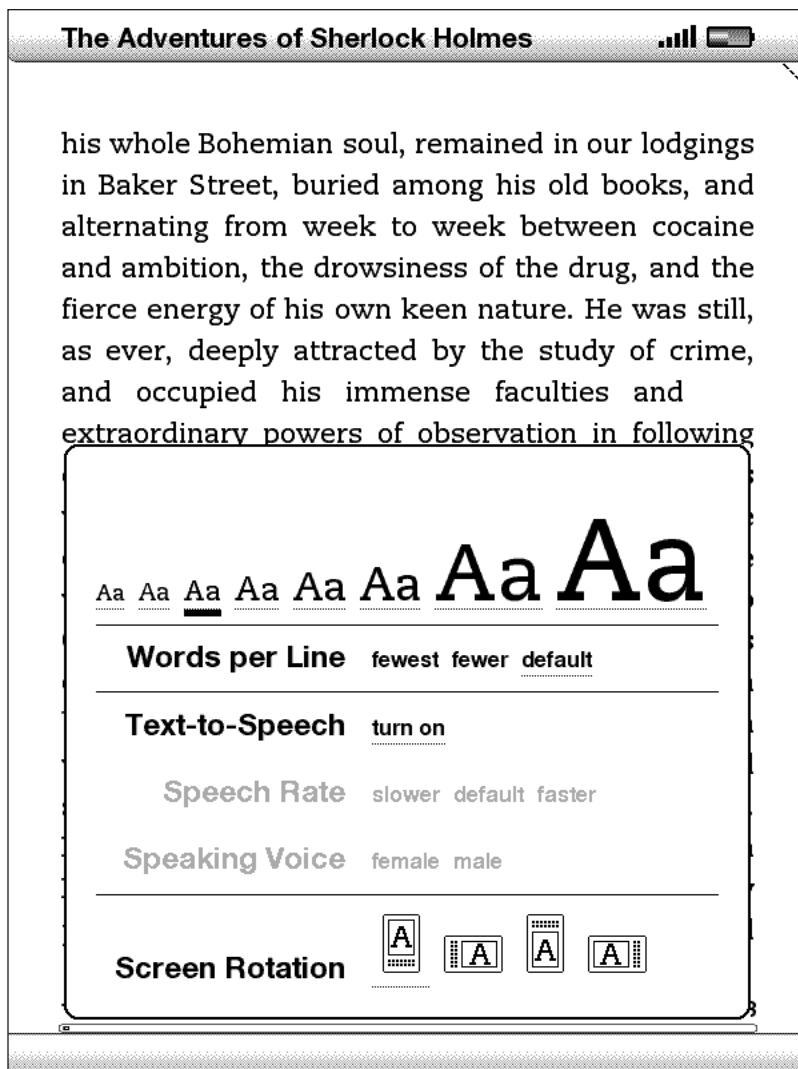 The Adventures of Sherlock Holmes
his whole Bohemian soul, remained in our lodgings
in Baker Street, buried among his old books, and
alternating from week to week between cocaine
and ambition, the drowsiness of the drug, and the
fierce energy of his own keen nature. He was still,
as ever, deeply attracted by the study of crime,
and occupied his immense faculties and
extraordinary powers of observation in following
Aa Aa Aa Aa Aa Aa Aa Aa
Words per Line fewest fewer default
Text-to-Speech turn on
Speech Rate slower default faster
Speaking Voice female male
Screen Rotation A A A A